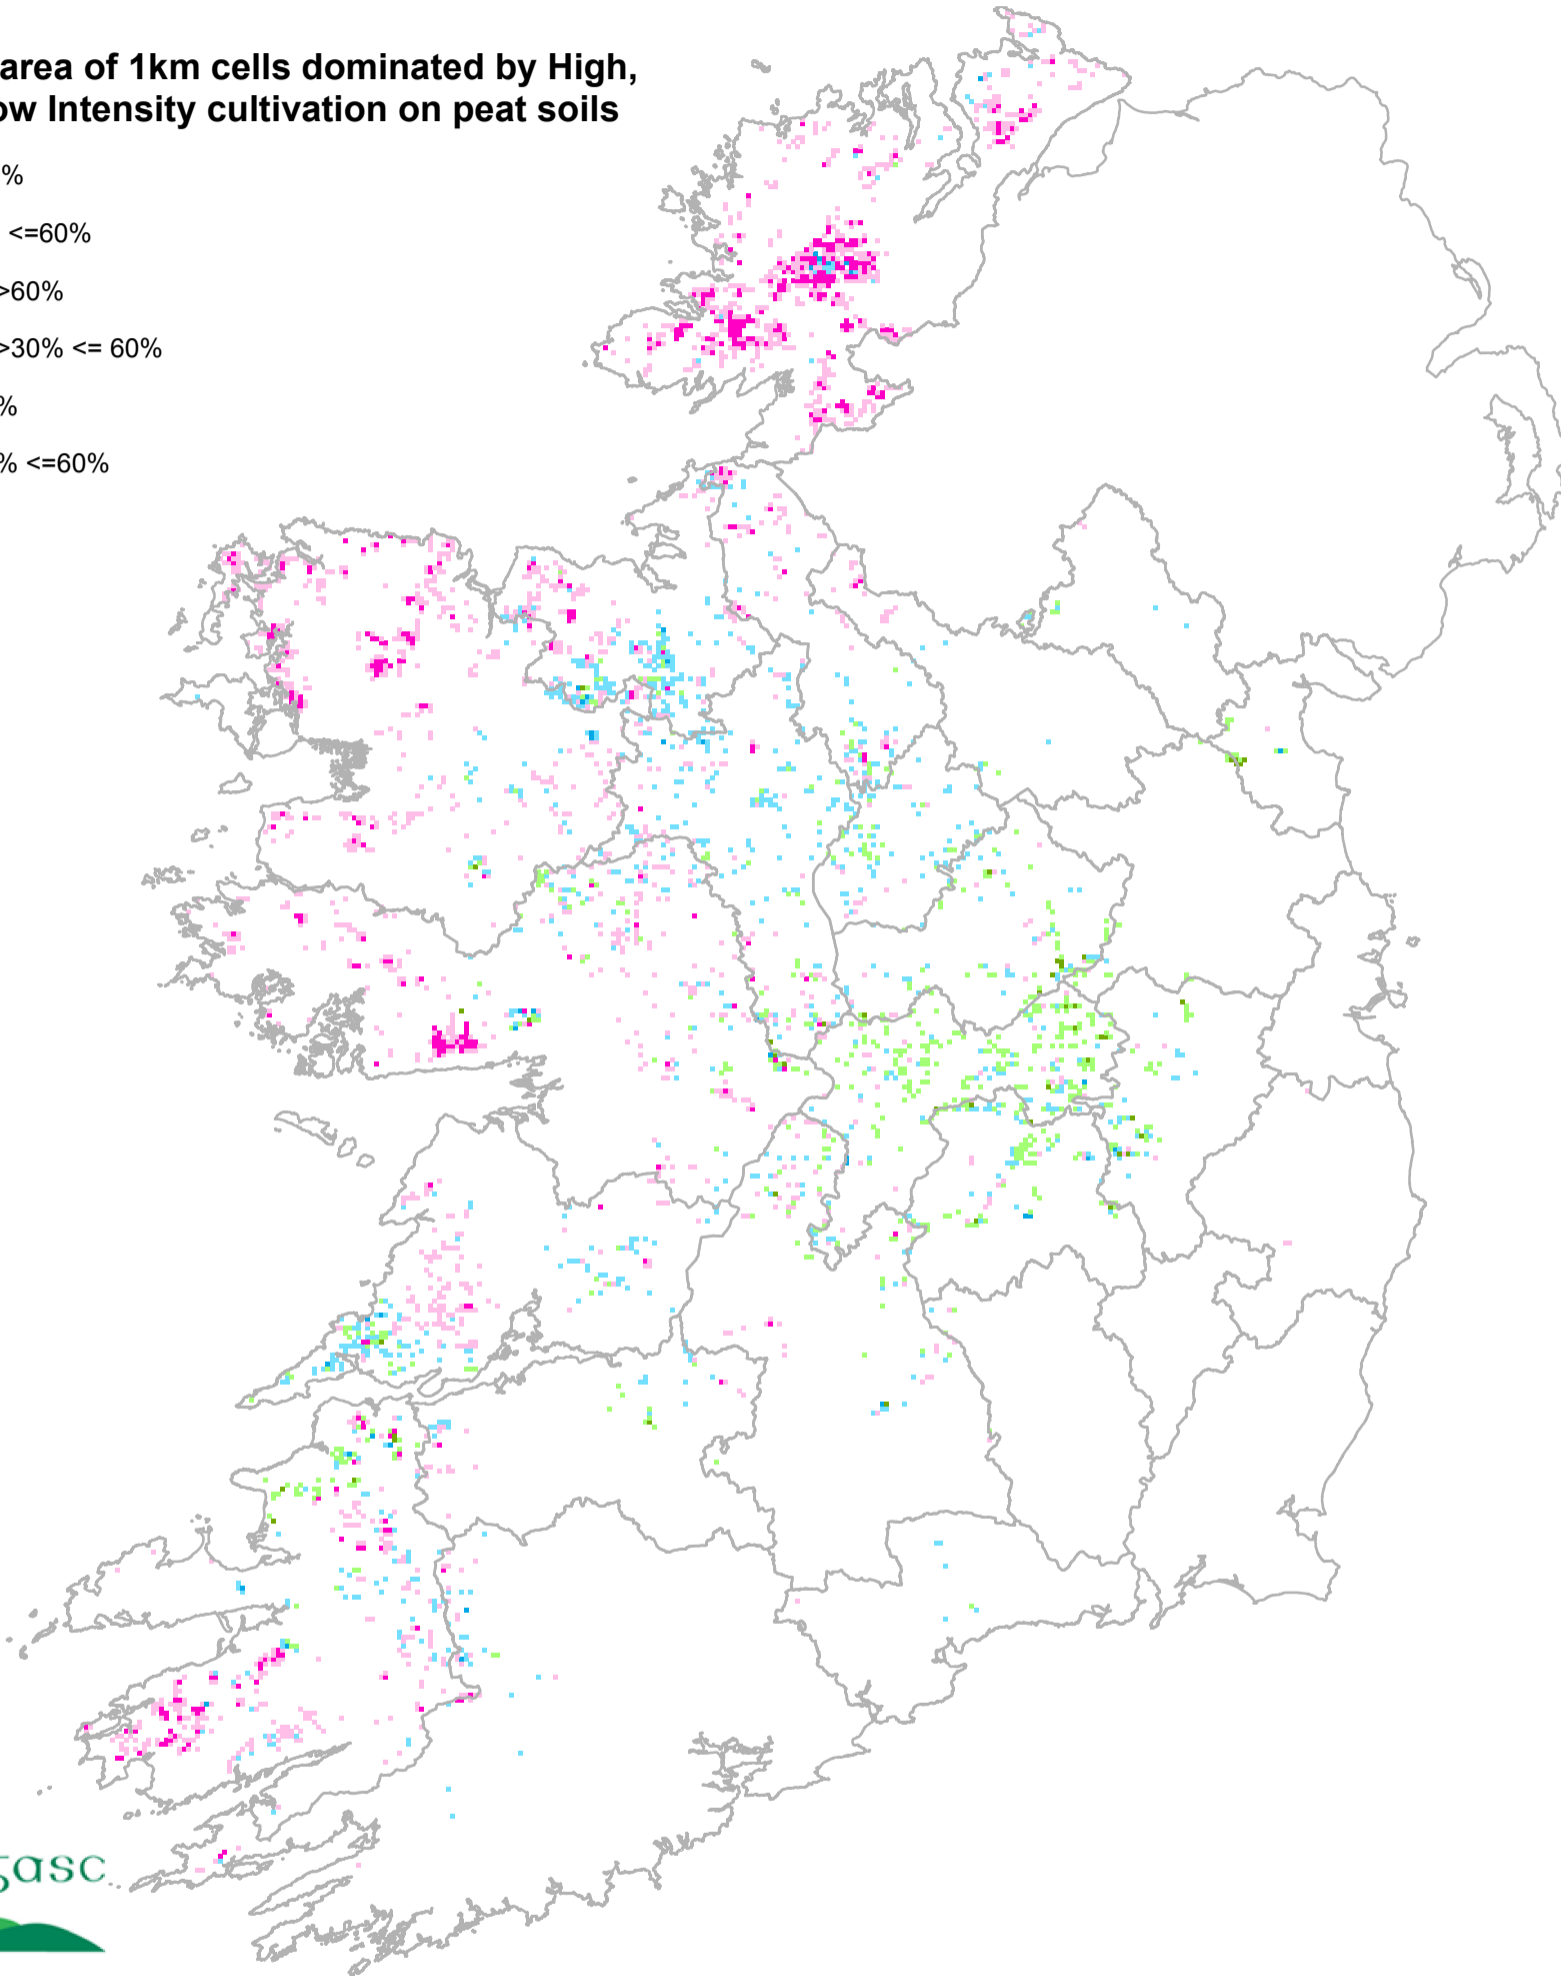 area of 1km cells dominated by High,
ow Intensity cultivation on peat soils
%
<=60%
>60%
>30% <= 60%
%
% <=60%
gasc